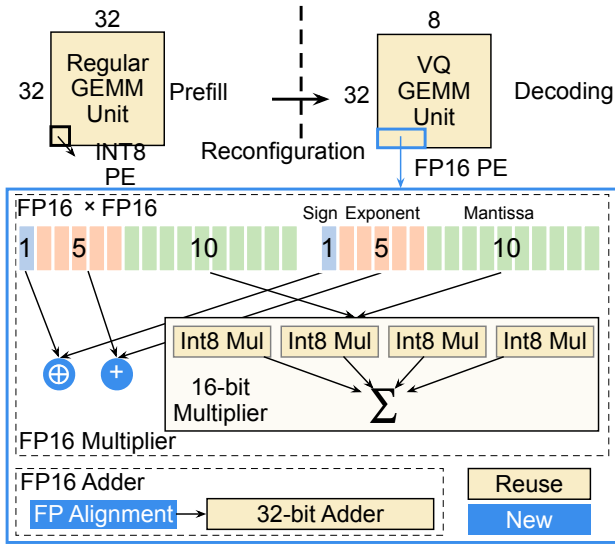 32
8
32
Regular
GEMM
Unit
Prefill
INT8
PE
Reconfiguration
32
VQ
GEMM
Unit
Decoding
FP16 PE
FP16 × FP16
Sign Exponent Mantissa
1 5 10 1 5 10
Int8 Mul Int8 Mul Int8 Mul Int8 Mul
⊕ +
16-bit
Multiplier
Σ
FP16 Multiplier
FP16 Adder
FP Alignment
32-bit Adder
Reuse
New